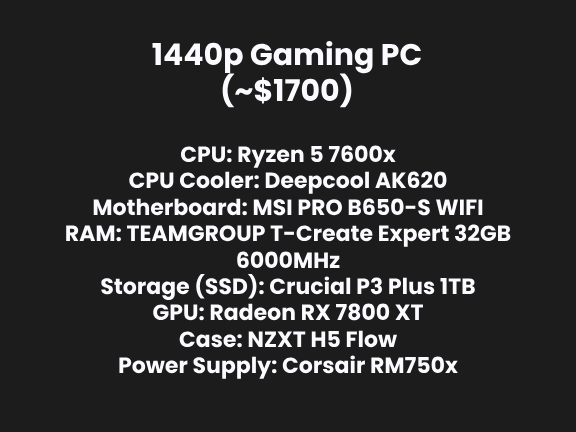 1440p Gaming PC
(~$1700)
CPU: Ryzen 5 7600x
CPU Cooler: Deepcool AK620
Motherboard: MSI PRO B650-S WIFI
RAM: TEAMGROUP T-Create Expert 32GB
6000MHz
Storage (SSD): Crucial P3 Plus 1TB
GPU: Radeon RX 7800 XT
Case: NZXT H5 Flow
Power Supply: Corsair RM750x